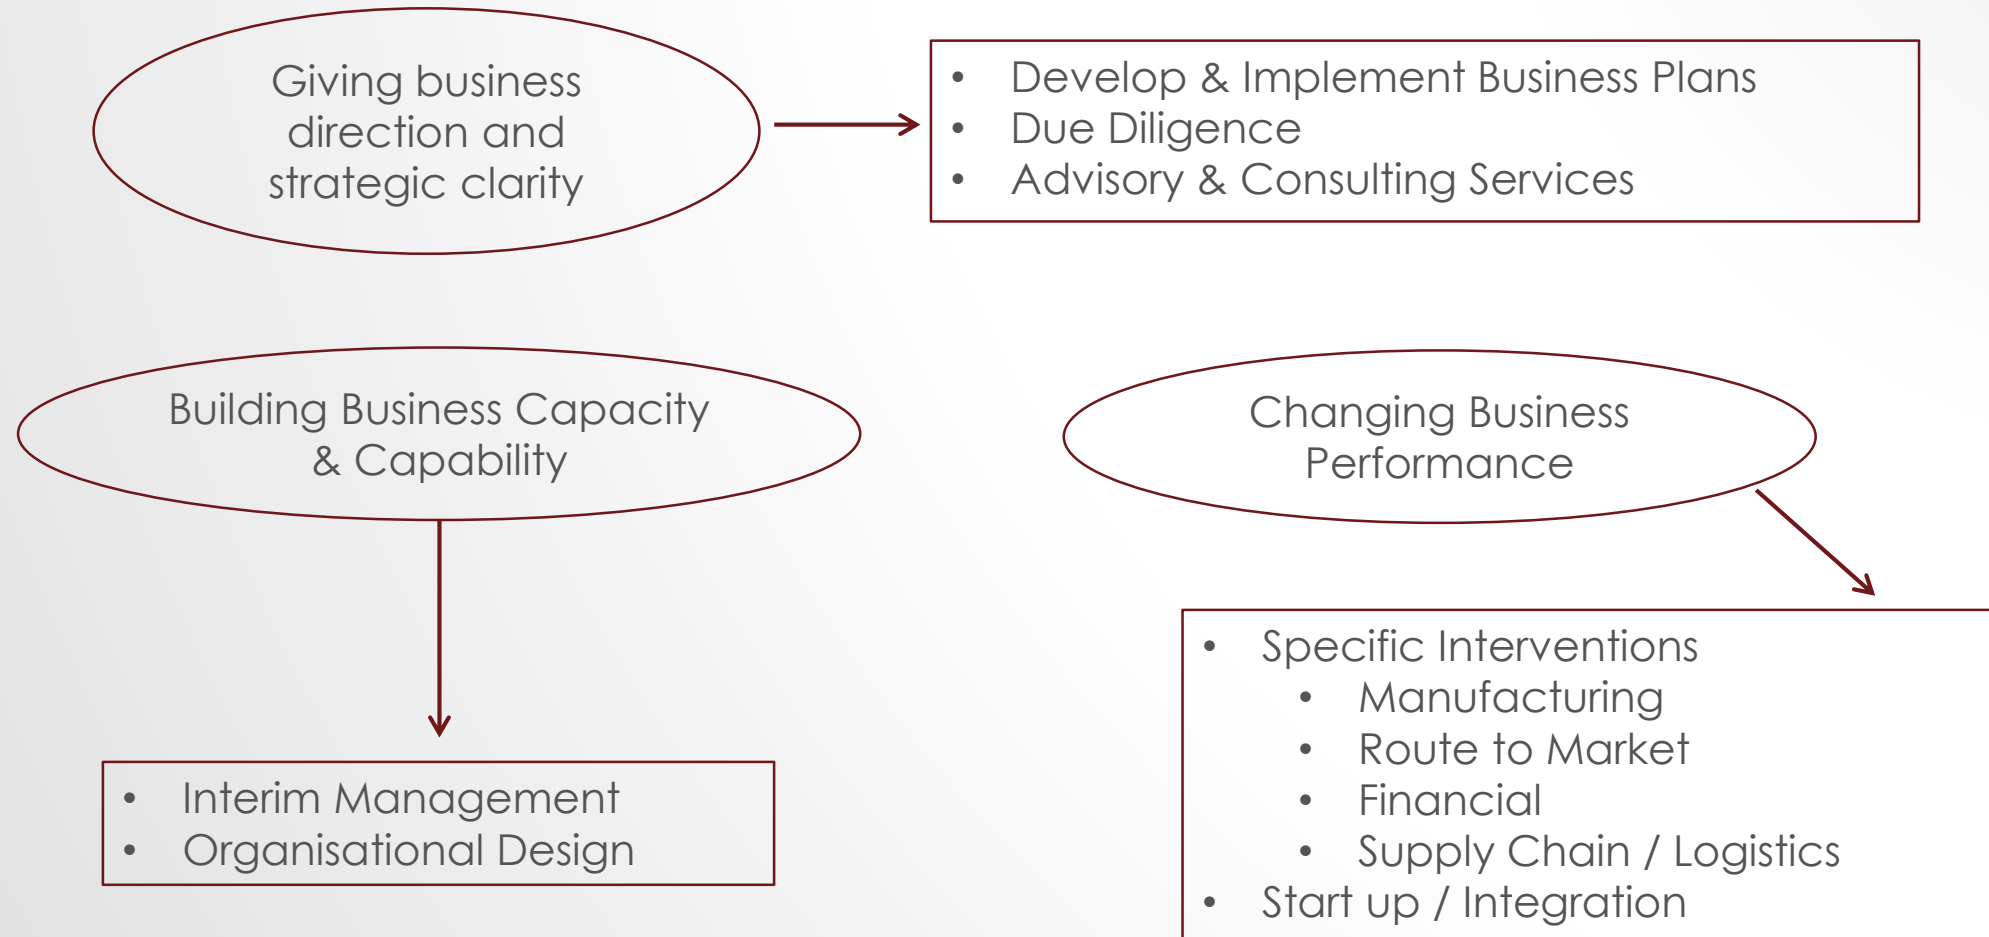 Giving business
direction and
strategic clarity
• Develop & Implement Business Plans
• Due Diligence
• Advisory & Consulting Services
Building Business Capacity
& Capability
Changing Business
Performance
• Interim Management
• Organisational Design
• Specific Interventions
• Manufacturing
• Route to Market
• Financial
• Supply Chain / Logistics
• Start up / Integration